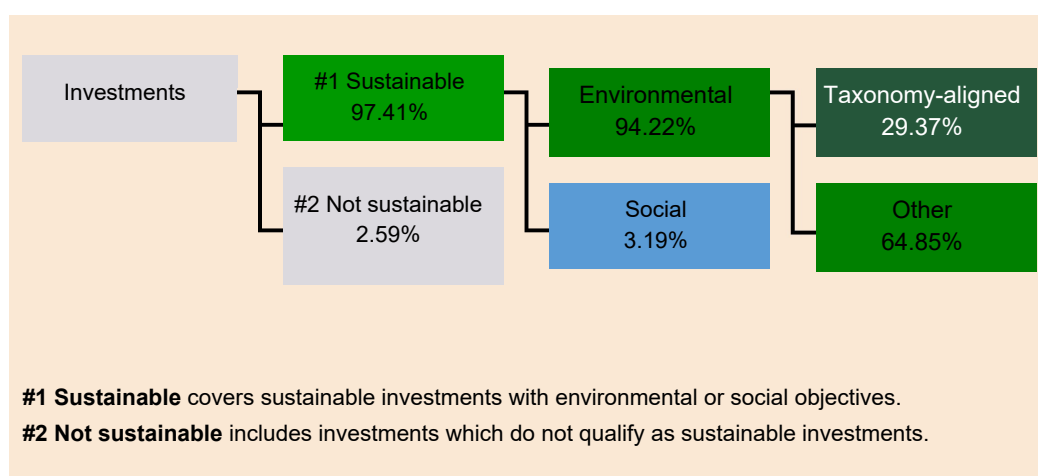 Investments
#1 Sustainable
97.41%
#2 Not sustainable
2.59%
Environmental
94.22%
Social
3.19%
Taxonomy-aligned
29.37%
Other
64.85%
#1 Sustainable covers sustainable investments with environmental or social objectives.
#2 Not sustainable includes investments which do not qualify as sustainable investments.